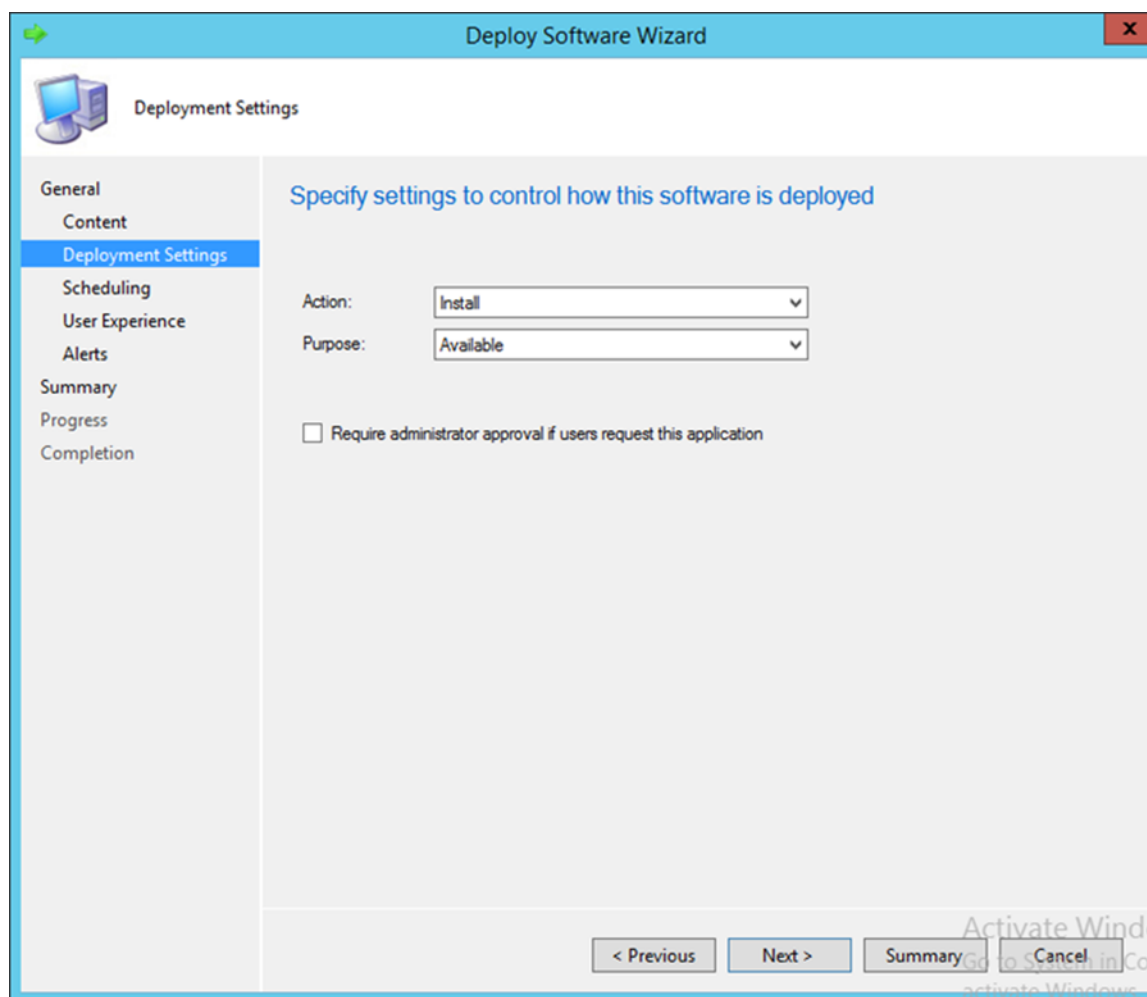 Deploy Software Wizard
x
Deployment Settings
General
Content
Deployment Settings
Scheduling
User Experience
Alerts
Summary
Progress
Completion
Specify settings to control how this software is deployed
Action: Install
Purpose: Available
Require administrator approval if users request this application
< Previous Next > Summary Cancel
Activate Wind
Go to System in Co
activate Windows